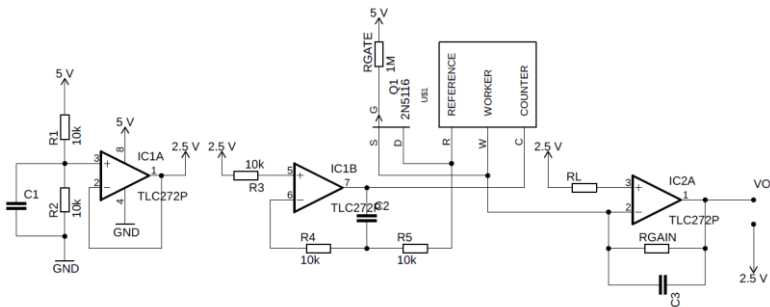 5 V
R1
10k
C1
R2
10k
GND
3
2
8
4
1
5 V
IC1A
TLC272P
GND
2.5 V
2.5 V
10k
R3
5
6
7
IC1B
TLC272P
C2
R4
10k
R5
10k
5 V
RGATE
1M
Q1
2N5116
G
S
D
U$1
REFERENCE
WORKER
COUNTER
R
W
C
2.5 V
RL
3
2
1
IC2A
TLC272P
RGAIN
C3
VO
2.5 V